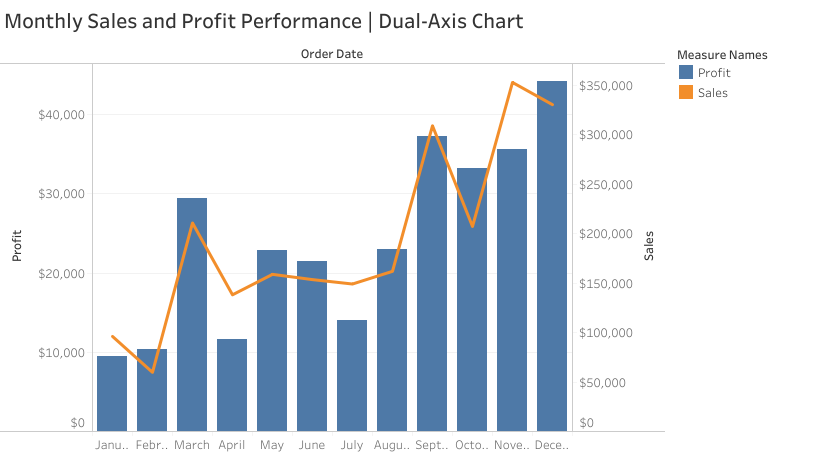 Monthly Sales and Profit Performance | Dual-Axis Chart
Order Date
Measure Names
Profit
Sales
$40,000
$30,000
$20,000
$10,000
$0
Profit
$350,000
$300,000
$250,000
$200,000
$150,000
$100,000
$50,000
$0
Sales
Janu.. Febr.. March April May June July Augu.. Sept.. Octo.. Nove.. Dece..